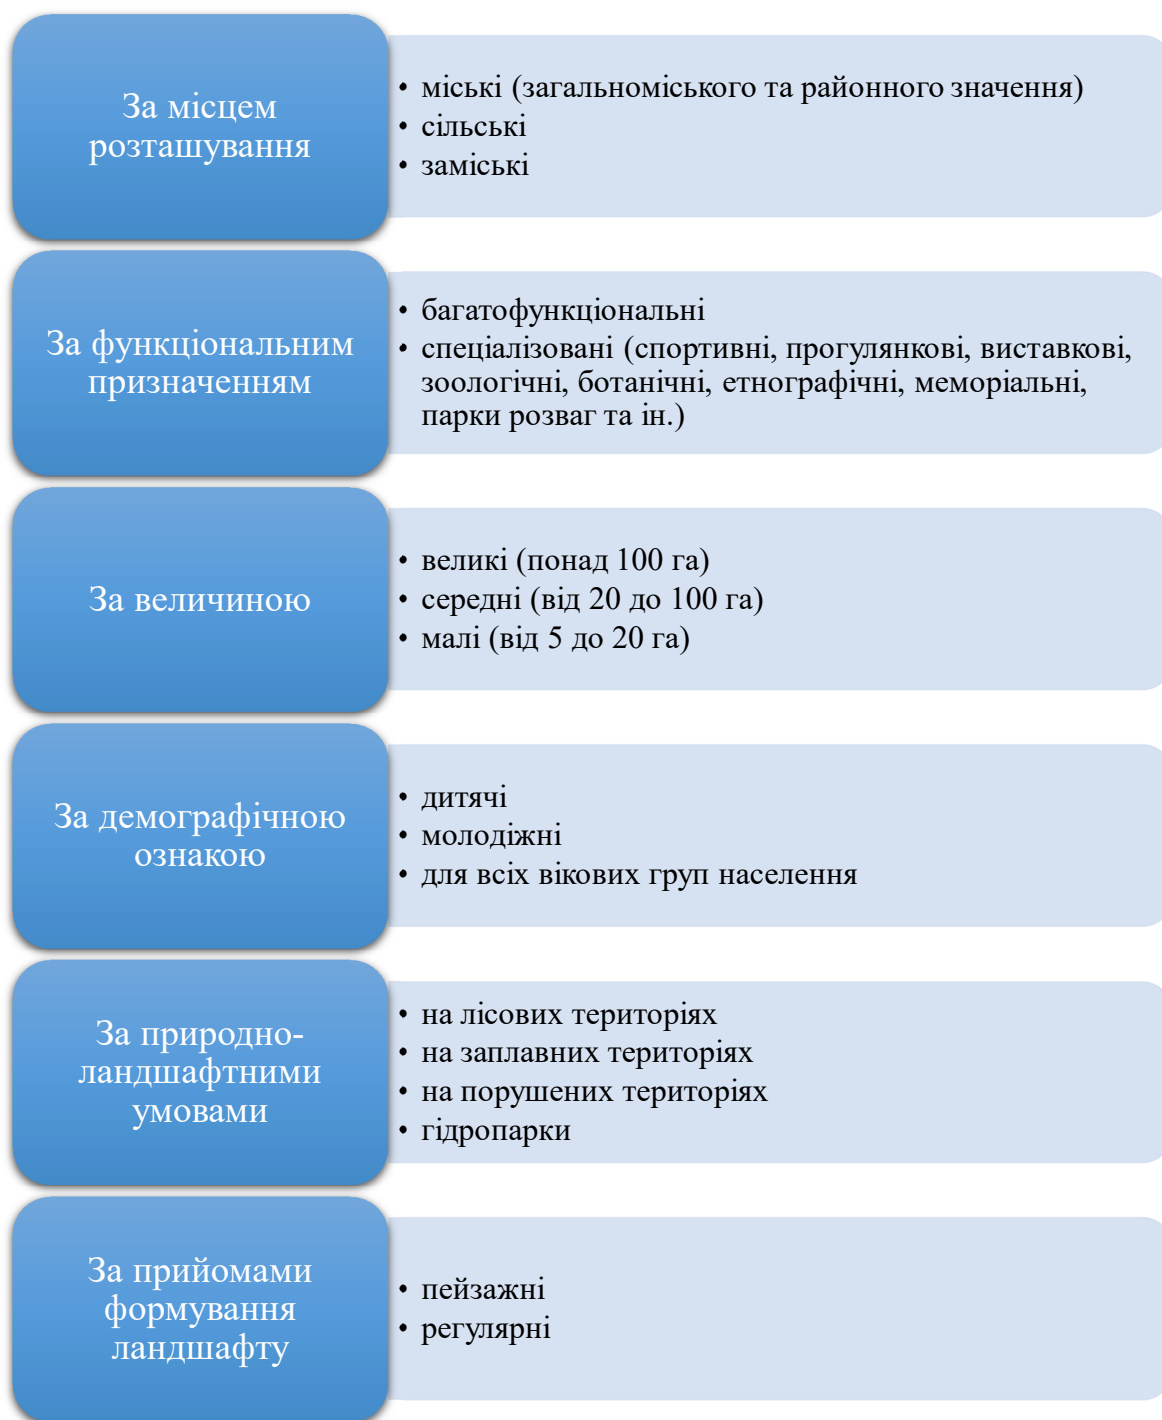 За місцем
розташування
• міські (загальноміського та районного значення)
• сільські
• заміські
За функціональним
призначенням
• багатофункціональні
• спеціалізовані (спортивні, прогулянкові, виставкові,
зоологічні, ботанічні, етнографічні, меморіальні,
парки розваг та ін.)
За величиною
• великі (понад 100 га)
• середні (від 20 до 100 га)
• малі (від 5 до 20 га)
За демографічною
ознакою
• дитячі
• молодіжні
• для всіх вікових груп населення
За природно-
ландшафтними
умовами
• на лісових територіях
• на заплавних територіях
• на порушених територіях
• гідропарки
За прийомами
формування
ландшафту
• пейзажні
• регулярні